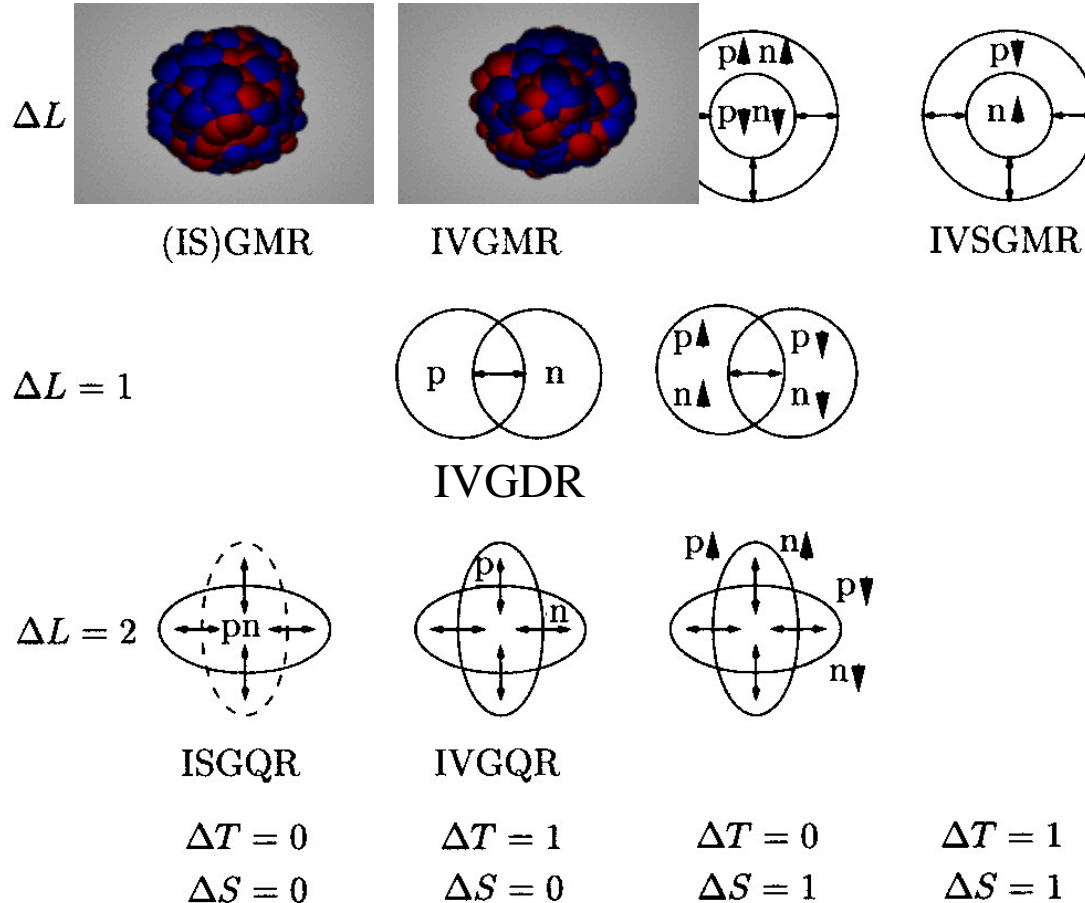 p n
ΔL p n p n
(IS)GMR IVGMR IVSGMR
ΔL = 1 p n p p
n n
IVGDR
p n p n
ΔL = 2 pn n p
n
ISGQR IVGQR
ΔT = 0 ΔT = 1 ΔT = 0 ΔT = 1
ΔS = 0 ΔS = 0 ΔS = 1 ΔS = 1